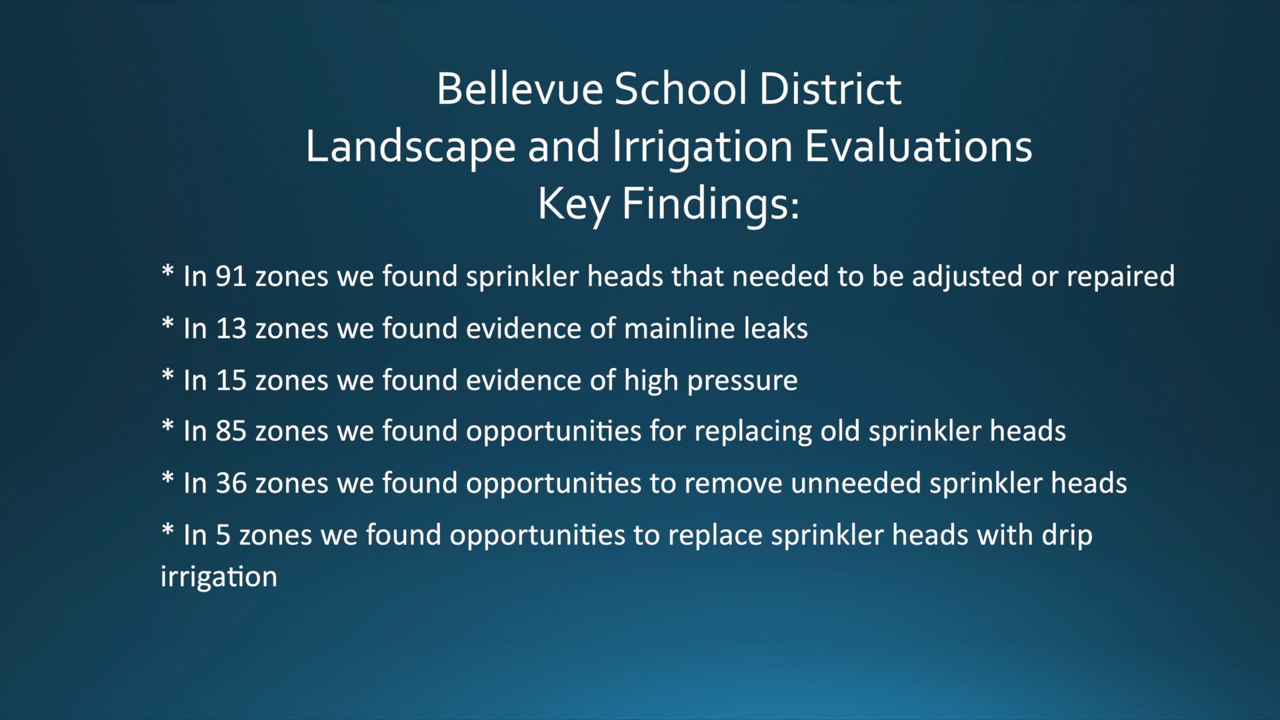 Bellevue School District
Landscape and Irrigation Evaluations
Key Findings:
* In 91 zones we found sprinkler heads that needed to be adjusted or repaired
* In 13 zones we found evidence of mainline leaks
* In 15 zones we found evidence of high pressure
* In 85 zones we found opportunities for replacing old sprinkler heads
* In 36 zones we found opportunities to remove unneeded sprinkler heads
* In 5 zones we found opportunities to replace sprinkler heads with drip
irrigation